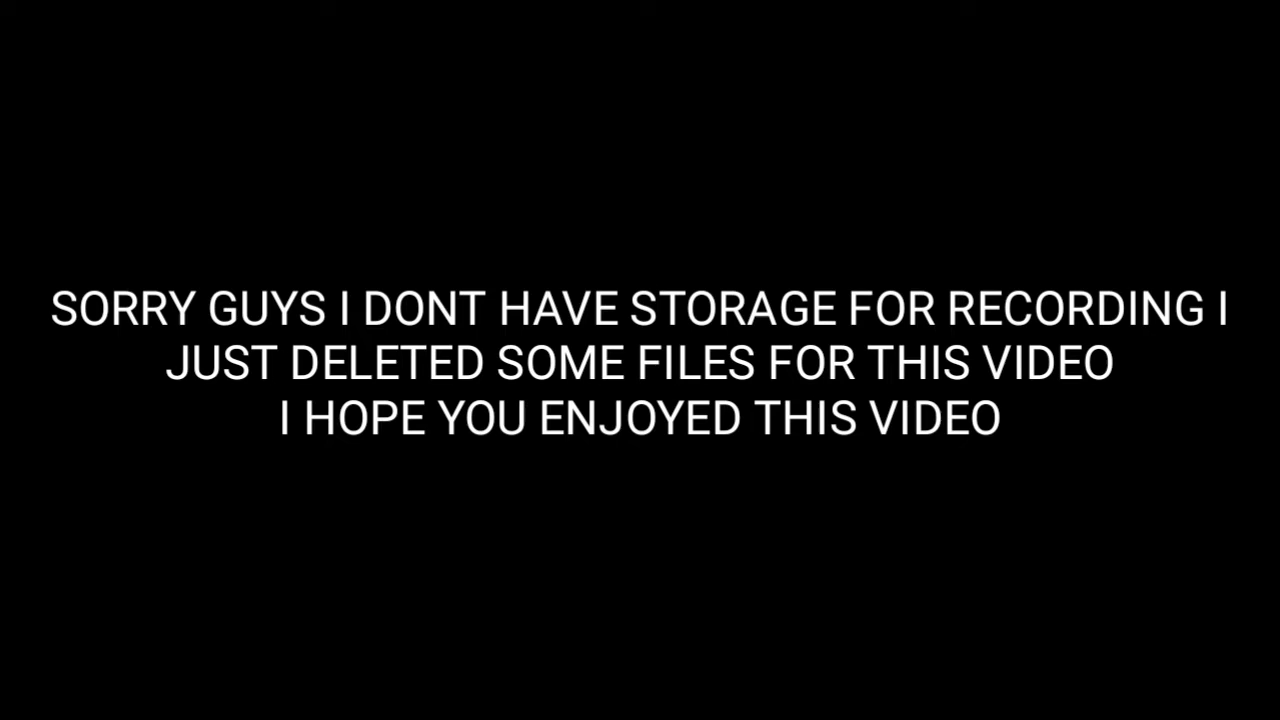 SORRY GUYS I DONT HAVE STORAGE FOR RECORDING I
JUST DELETED SOME FILES FOR THIS VIDEO
I HOPE YOU ENJOYED THIS VIDEO